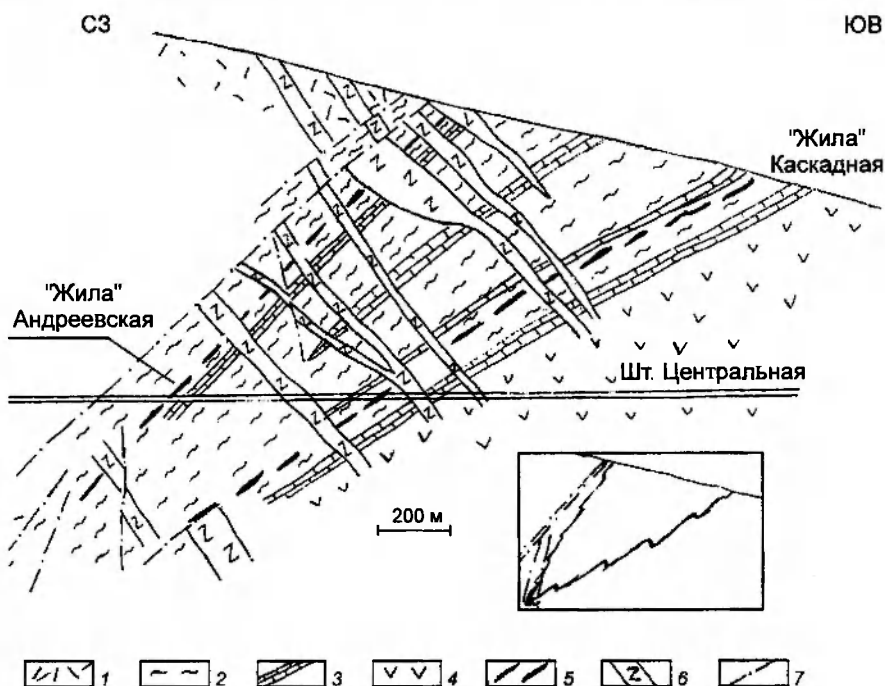 СЗ
ЮВ
"Жила"
Каскадная
"Жила"
Андреевская
Шт. Центральная
200 м
1 2 3 4 5 6 7